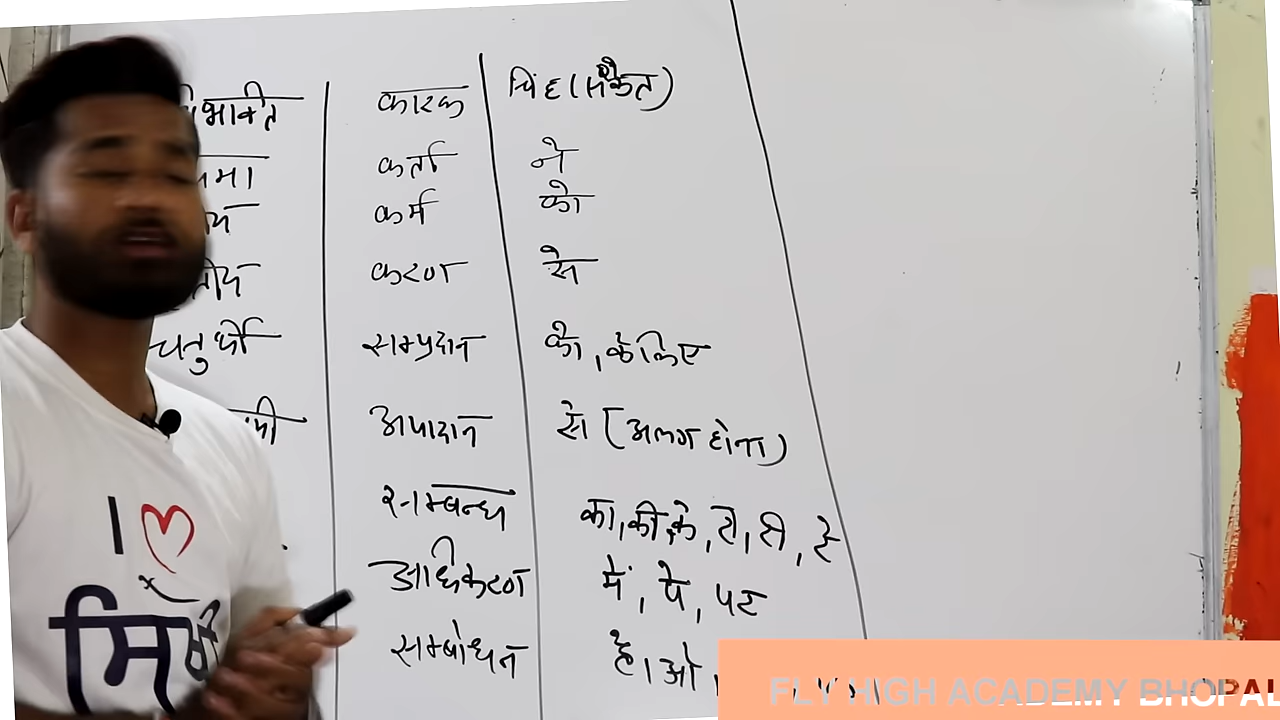 कारक चिंह (संकेत)
कर्ता ने
कर्म को
करण से
चतुर्थी सम्प्रदान को, के लिए
अपादान से [अलग होना)
सम्बन्ध का, की, के, रा, री, रे
अधिकरण में, पे, पर
सम्बोधन हे, ओ
I
FLY HIGH ACADEMY BHOPAL